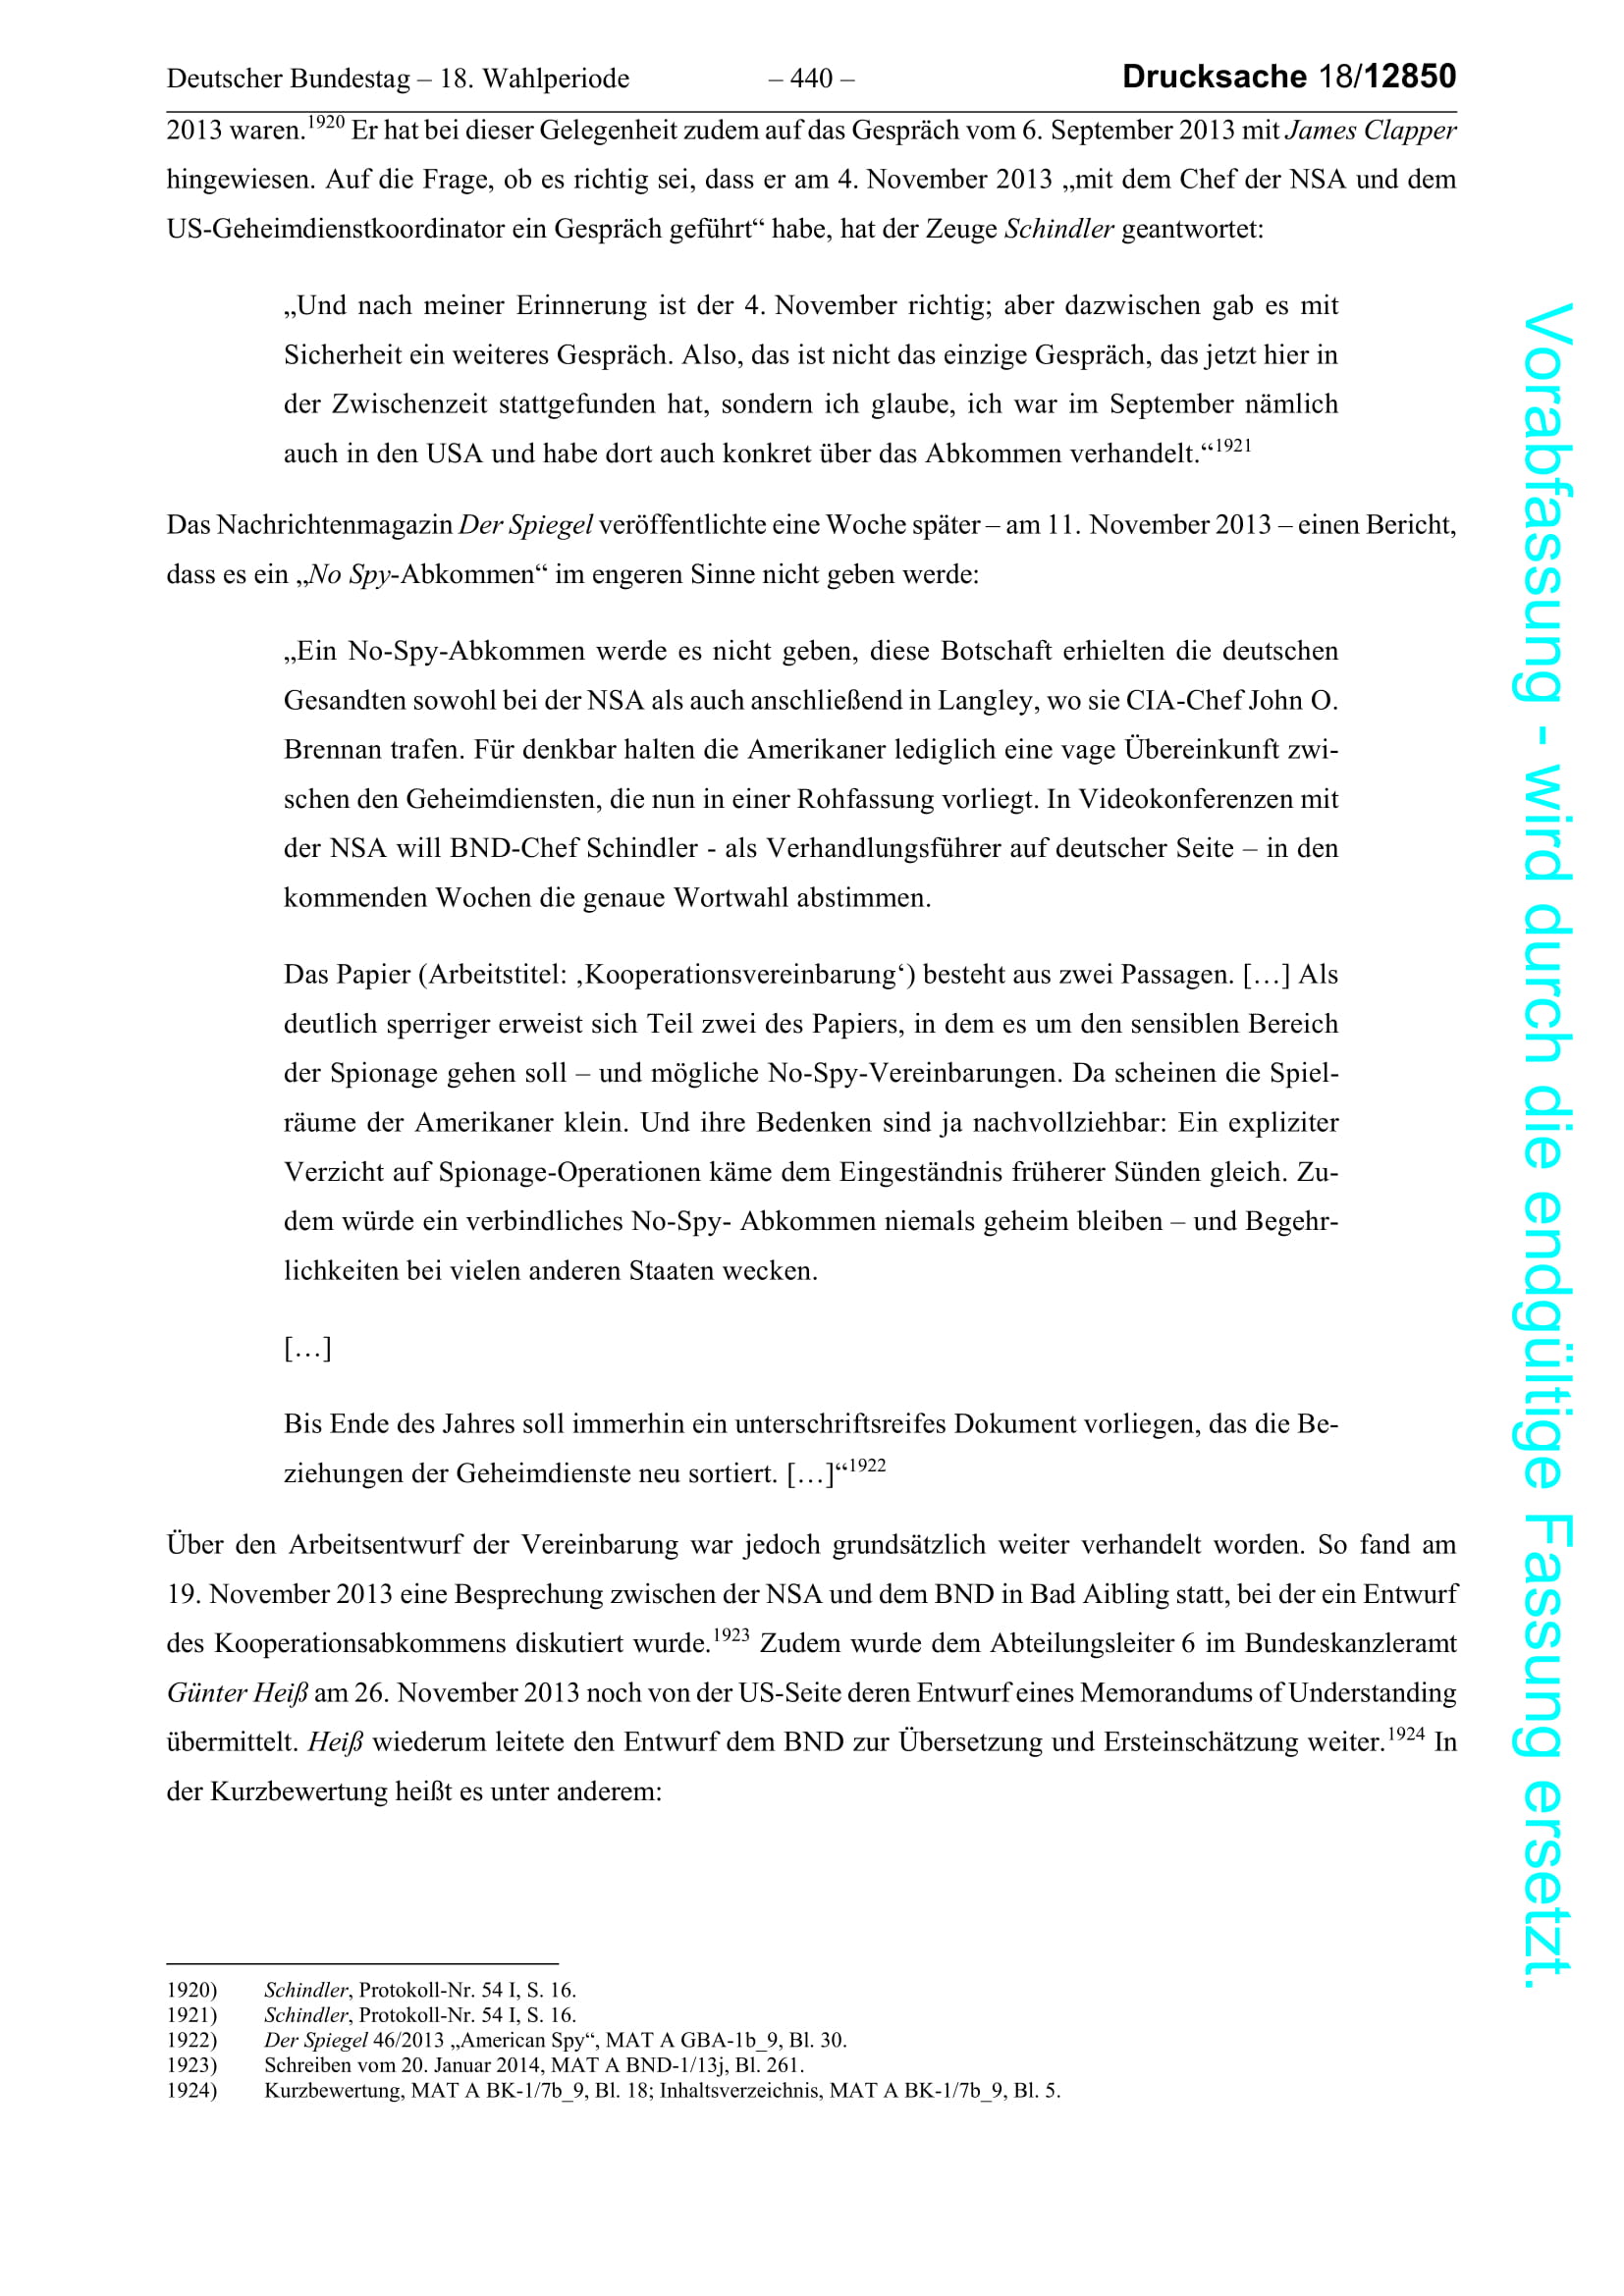 Deutscher Bundestag – 18. Wahlperiode – 440 – Drucksache 18/12850
2013 waren.1920 Er hat bei dieser Gelegenheit zudem auf das Gespräch vom 6. September 2013 mit James Clapper
hingewiesen. Auf die Frage, ob es richtig sei, dass er am 4. November 2013 „mit dem Chef der NSA und dem
US-Geheimdienstkoordinator ein Gespräch geführt“ habe, hat der Zeuge Schindler geantwortet:
„Und nach meiner Erinnerung ist der 4. November richtig; aber dazwischen gab es mit
Sicherheit ein weiteres Gespräch. Also, das ist nicht das einzige Gespräch, das jetzt hier in
der Zwischenzeit stattgefunden hat, sondern ich glaube, ich war im September nämlich
auch in den USA und habe dort auch konkret über das Abkommen verhandelt.“1921
Das Nachrichtenmagazin Der Spiegel veröffentlichte eine Woche später – am 11. November 2013 – einen Bericht,
dass es ein „No Spy-Abkommen“ im engeren Sinne nicht geben werde:
„Ein No-Spy-Abkommen werde es nicht geben, diese Botschaft erhielten die deutschen
Gesandten sowohl bei der NSA als auch anschließend in Langley, wo sie CIA-Chef John O.
Brennan trafen. Für denkbar halten die Amerikaner lediglich eine vage Übereinkunft zwi-
schen den Geheimdiensten, die nun in einer Rohfassung vorliegt. In Videokonferenzen mit
der NSA will BND-Chef Schindler - als Verhandlungsführer auf deutscher Seite – in den
kommenden Wochen die genaue Wortwahl abstimmen.
Das Papier (Arbeitstitel: ‚Kooperationsvereinbarung‘) besteht aus zwei Passagen. […] Als
deutlich sperriger erweist sich Teil zwei des Papiers, in dem es um den sensiblen Bereich
der Spionage gehen soll – und mögliche No-Spy-Vereinbarungen. Da scheinen die Spiel-
räume der Amerikaner klein. Und ihre Bedenken sind ja nachvollziehbar: Ein expliziter
Verzicht auf Spionage-Operationen käme dem Eingeständnis früherer Sünden gleich. Zu-
dem würde ein verbindliches No-Spy- Abkommen niemals geheim bleiben – und Begehr-
lichkeiten bei vielen anderen Staaten wecken.
[…]
Bis Ende des Jahres soll immerhin ein unterschriftsreifes Dokument vorliegen, das die Be-
ziehungen der Geheimdienste neu sortiert. […]“1922
Über den Arbeitsentwurf der Vereinbarung war jedoch grundsätzlich weiter verhandelt worden. So fand am
19. November 2013 eine Besprechung zwischen der NSA und dem BND in Bad Aibling statt, bei der ein Entwurf
des Kooperationsabkommens diskutiert wurde.1923 Zudem wurde dem Abteilungsleiter 6 im Bundeskanzleramt
Günter Heiß am 26. November 2013 noch von der US-Seite deren Entwurf eines Memorandums of Understanding
übermittelt. Heiß wiederum leitete den Entwurf dem BND zur Übersetzung und Ersteinschätzung weiter.1924 In
der Kurzbewertung heißt es unter anderem:
1920) Schindler, Protokoll-Nr. 54 I, S. 16.
1921) Schindler, Protokoll-Nr. 54 I, S. 16.
1922) Der Spiegel 46/2013 „American Spy“, MAT A GBA-1b_9, Bl. 30.
1923) Schreiben vom 20. Januar 2014, MAT A BND-1/13j, Bl. 261.
1924) Kurzbewertung, MAT A BK-1/7b_9, Bl. 18; Inhaltsverzeichnis, MAT A BK-1/7b_9, Bl. 5.
Vorabfassung - wird durch die endgültige Fassung ersetzt.